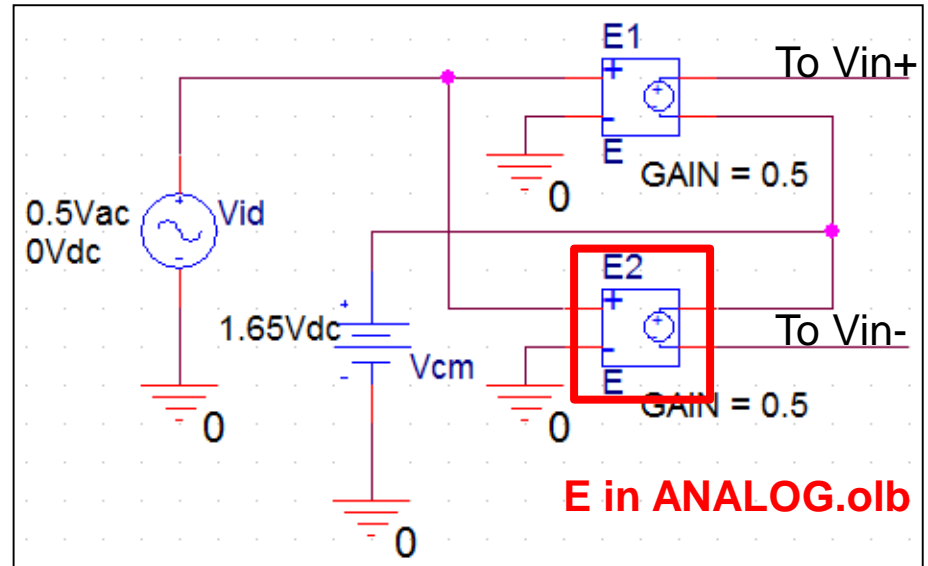 E1
To Vin+
E
GAIN = 0.5
0
0.5Vac
0Vdc
Vid
E2
1.65Vdc
To Vin-
Vcm
E
GAIN = 0.5
0
0
E in ANALOG.olb
0